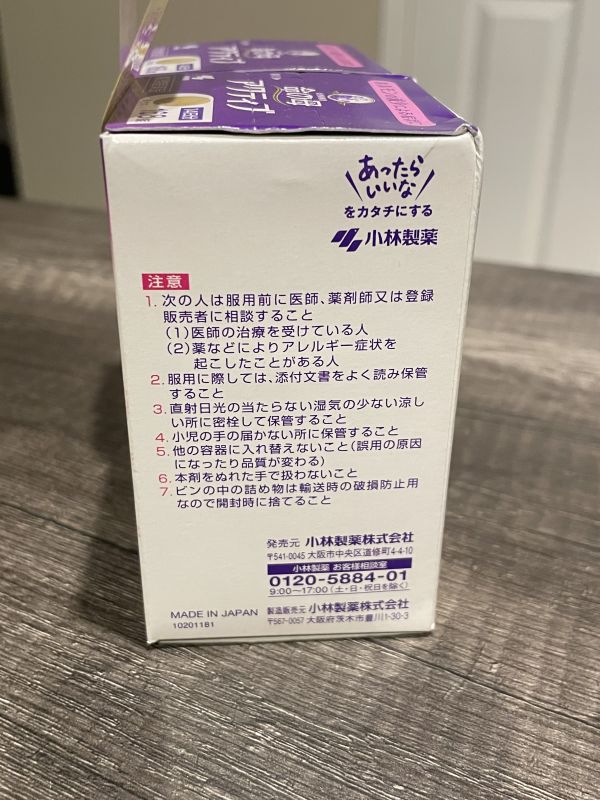 命の母
アクティブ
あったら
いいな
をカタチにする
小林製薬
注意
1. 次の人は服用前に医師、薬剤師又は登録
販売者に相談すること
(1)医師の治療を受けている人
(2)薬などによりアレルギー症状を
起こしたことがある人
2. 服用に際しては、添付文書をよく読み保管
すること
3. 直射日光の当たらない湿気の少ない涼し
い所に密栓して保管すること
4. 小児の手の届かない所に保管すること
5. 他の容器に入れ替えないこと(誤用の原因
になったり品質が変わる)
6. 本剤をぬれた手で扱わないこと
7. ビンの中の詰め物は輸送時の破損防止用
なので開封時に捨てること
発売元 小林製薬株式会社
〒541-0045 大阪市中央区道修町4-4-10
小林製薬 お客様相談室
0120-5884-01
9:00~17:00(土・日・祝日を除く)
MADE IN JAPAN 製造販売元 小林製薬株式会社
10201181 〒567-0057 大阪府茨木市豊川1-30-3